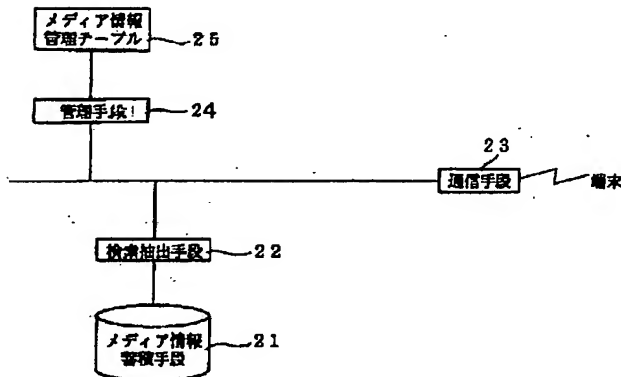 メディア情報
管理テーブル
25
管理手段
24
23
通信手段
端末
検索抽出手段
22
メディア情報
蓄積手段
21